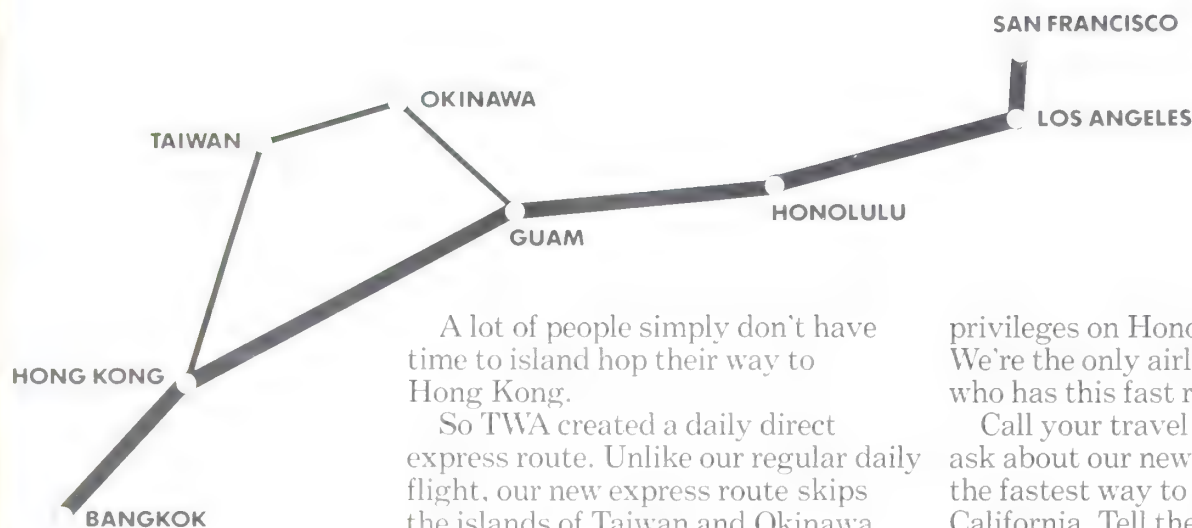 SAN FRANCISCO
OKINAWA
LOS ANGELES
TAIWAN
HONOLULU
GUAM
HONG KONG
BANGKOK
A lot of people simply don't have
time to island hop their way to
Hong Kong.
So TWA created a daily direct
express route. Unlike our regular daily
flight, our new express route skips
the islands of Taiwan and Okinawa
privileges on
We're the only
who has this fast
Call your travel
ask about our new
the fastest way to
California. Tell